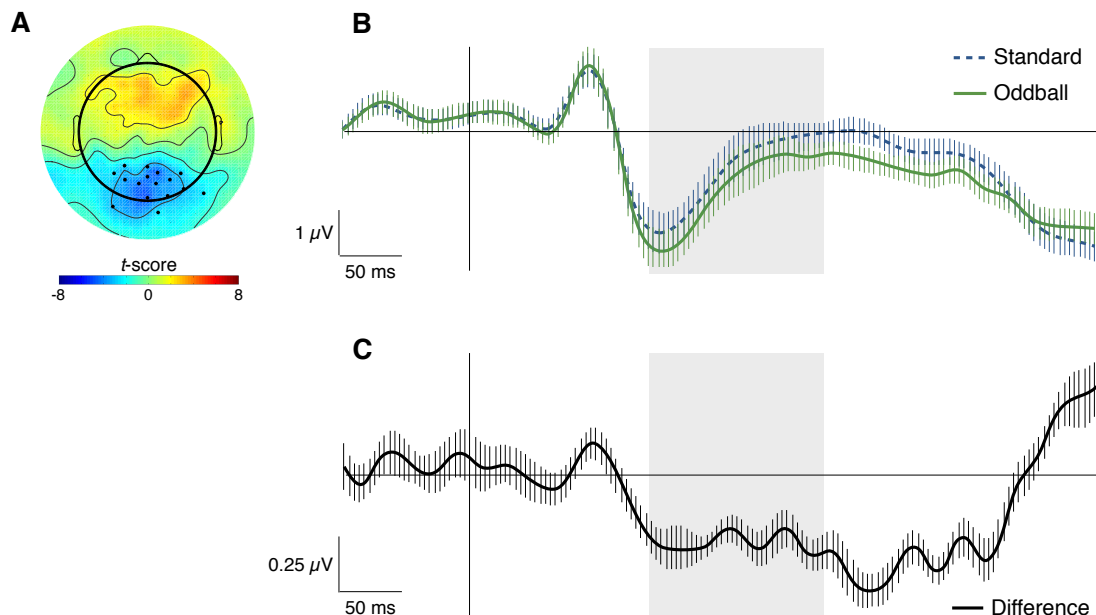 A
t-score
-8
0
8
B
Standard
Oddball
1 µV
50 ms
C
0.25 µV
50 ms
Difference